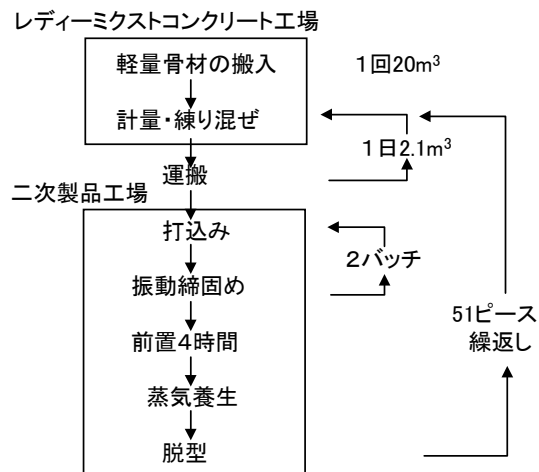 レディーミクストコンクリート工場
軽量骨材の搬入
1回20m³
計量・練り混ぜ
1日2.1m³
運搬
二次製品工場
打込み
2バッチ
振動締固め
51ピース
繰返し
前置4時間
蒸気養生
脱型